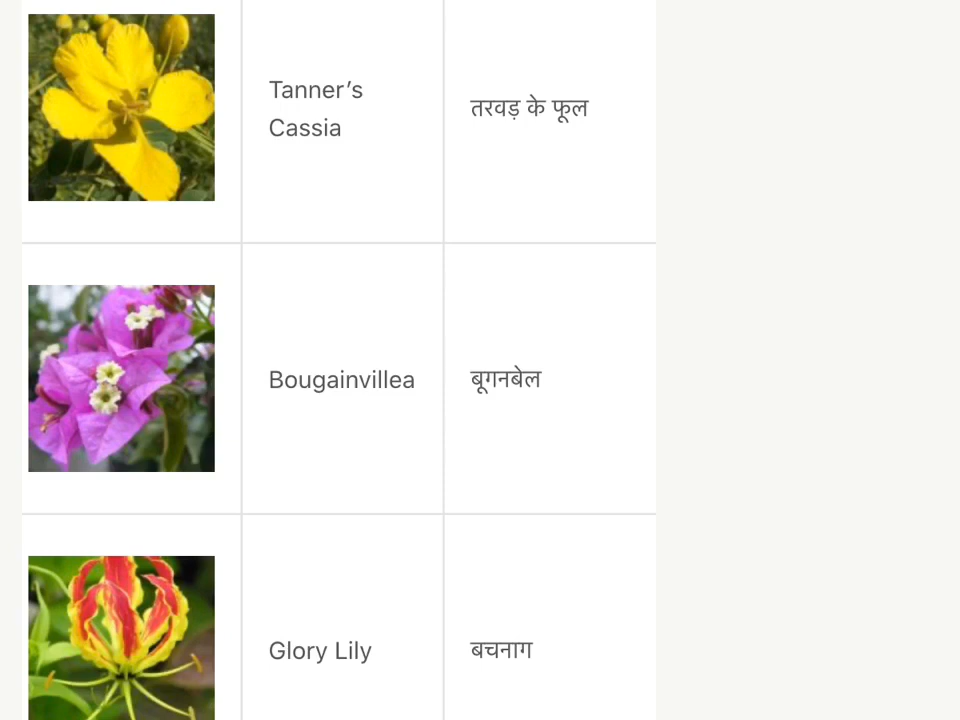 Tanner’s
Cassia
तरवड़ के फूल
Bougainvillea
बूगनबेल
Glory Lily
बचनाग